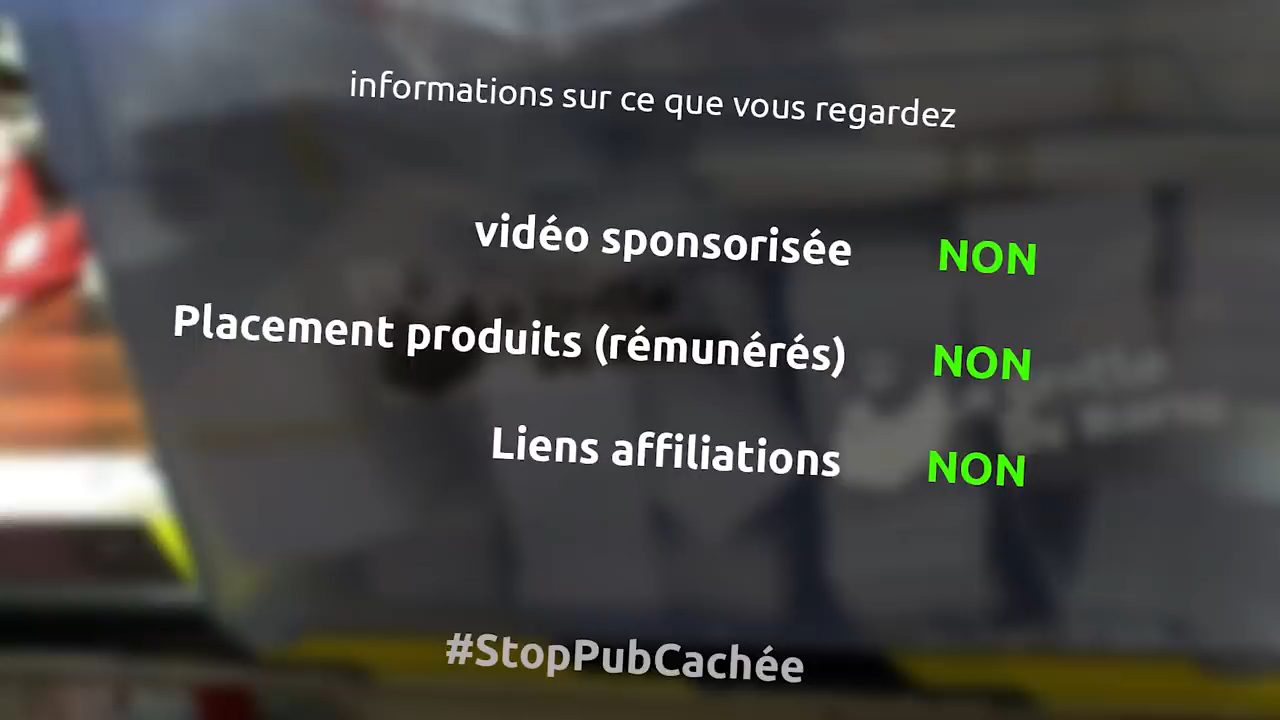 informations sur ce que vous regardez
vidéo sponsorisée NON
Placement produits (rémunérés) NON
Liens affiliations NON
#StopPubCachée